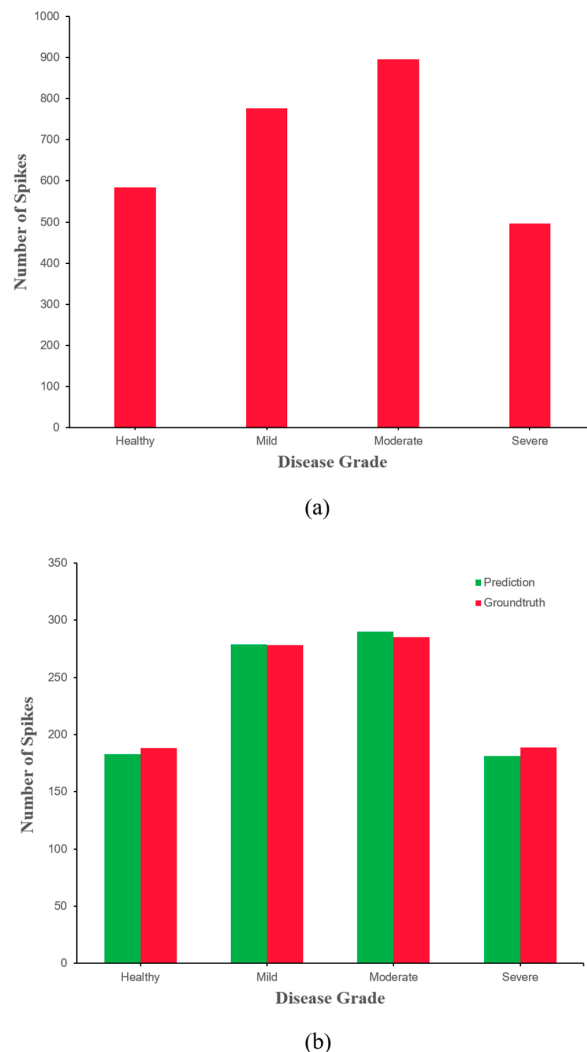 1000
900
800
700
600
500
400
300
200
100
0
Number of Spikes
Healthy Mild Moderate Severe
Disease Grade
(a)
350
300
250
200
150
100
50
0
Number of Spikes
Prediction
Groundtruth
Healthy Mild Moderate Severe
Disease Grade
(b)